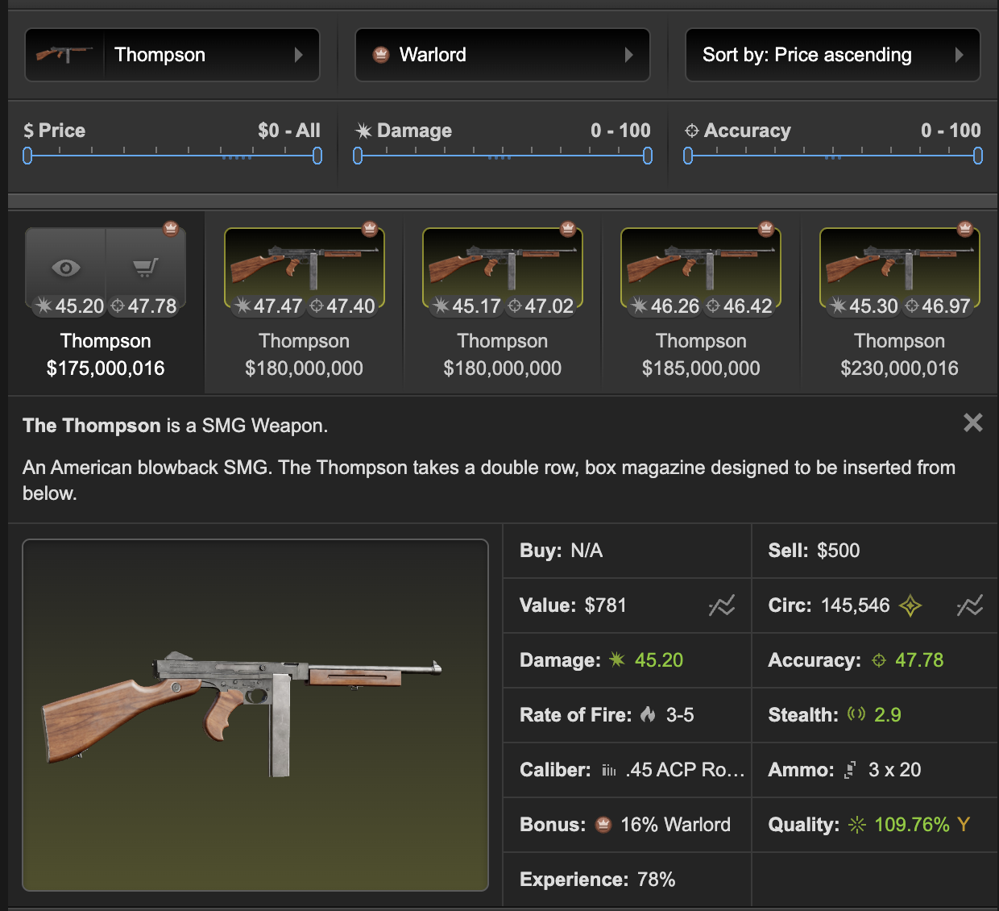 Thompson
Warlord
Sort by: Price ascending
$ Price
$0 - All
Damage
0 - 100
Accuracy
0 - 100
45.20 47.78
47.47 47.40
45.17 47.02
46.26 46.42
45.30 46.97
Thompson
Thompson
Thompson
Thompson
Thompson
$175,000,016
$180,000,000
$180,000,000
$185,000,000
$230,000,016
The Thompson is a SMG Weapon.
An American blowback SMG. The Thompson takes a double row, box magazine designed to be inserted from
below.
Buy: N/A
Sell: $500
Value: $781
Circ: 145,546
Damage: 45.20
Accuracy: 47.78
Rate of Fire: 3-5
Stealth: 2.9
Caliber: .45 ACP Ro...
Ammo: 3 x 20
Bonus: 16% Warlord
Quality: 109.76% Y
Experience: 78%